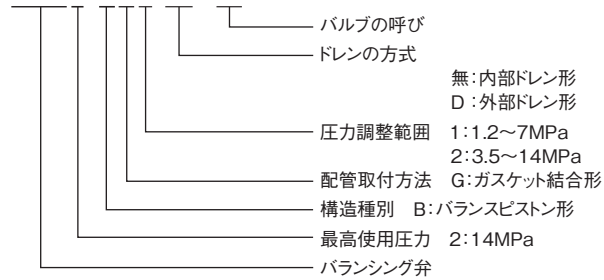 バルブの呼び
ドレンの方式
無:内部ドレン形
D:外部ドレン形
圧力調整範囲 1:1.2〜7MPa
2:3.5〜14MPa
配管取付方法 G:ガスケット結合形
構造種別 B:バランスピストン形
最高使用圧力 2:14MPa
バランシング弁